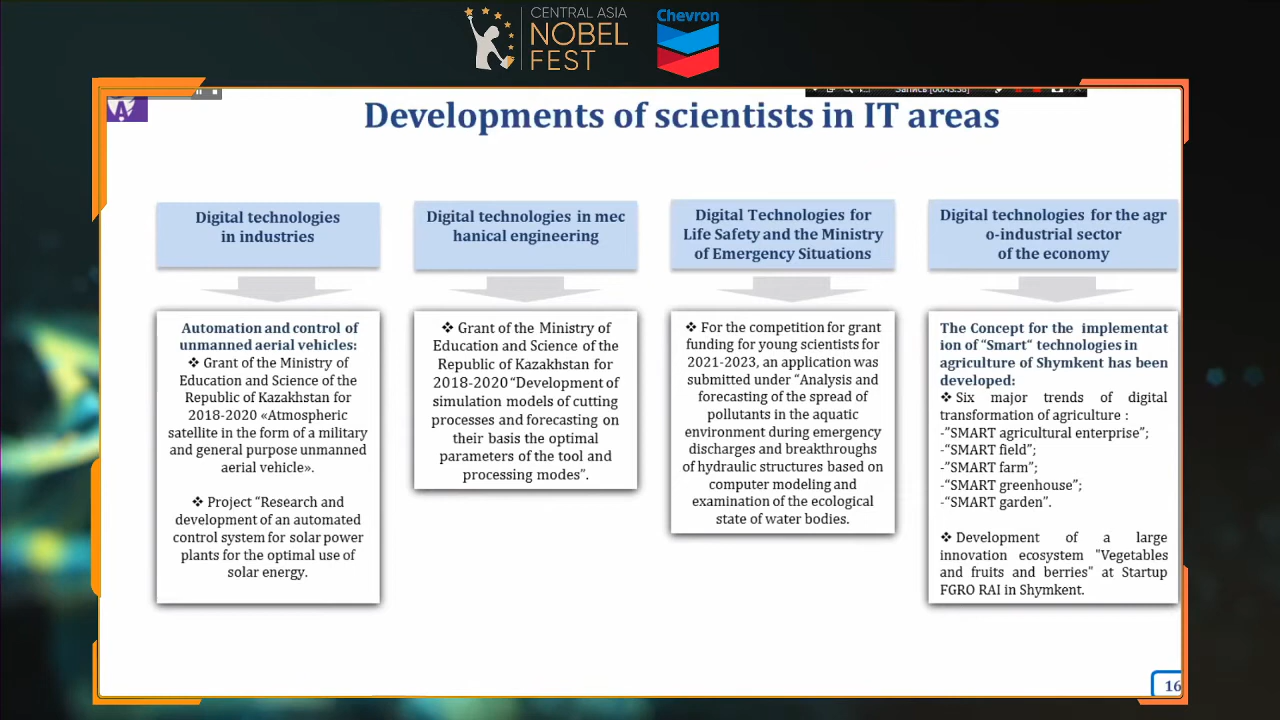 CENTRAL ASIA
NOBEL
FEST
Chevron
Developments of scientists in IT areas
Digital technologies
in industries
Automation and control of
unmanned aerial vehicles:
❖ Grant of the Ministry of
Education and Science of the
Republic of Kazakhstan for
2018-2020 «Atmospheric
satellite in the form of a military
and general purpose unmanned
aerial vehicle».
❖ Project “Research and
development of an automated
control system for solar power
plants for the optimal use of
solar energy.
Digital technologies in mec
hanical engineering
❖ Grant of the Ministry of
Education and Science of the
Republic of Kazakhstan for
2018-2020 “Development of
simulation models of cutting
processes and forecasting on
their basis the optimal
parameters of the tool and
processing modes”.
Digital Technologies for
Life Safety and the Ministry
of Emergency Situations
❖ For the competition for grant
funding for young scientists for
2021-2023, an application was
submitted under “Analysis and
forecasting of the spread of
pollutants in the aquatic
environment during emergency
discharges and breakthroughs
of hydraulic structures based on
computer modeling and
examination of the ecological
state of water bodies.
Digital technologies for the agr
o-industrial sector
of the economy
The Concept for the implementat
ion of “Smart“ technologies in
agriculture of Shymkent has been
developed:
❖ Six major trends of digital
transformation of agriculture :
-”SMART agricultural enterprise”;
-“SMART field”;
-”SMART farm”;
-“SMART greenhouse”;
-“SMART garden”.
❖ Development of a large
innovation ecosystem "Vegetables
and fruits and berries" at Startup
FGRO RAI in Shymkent.
16